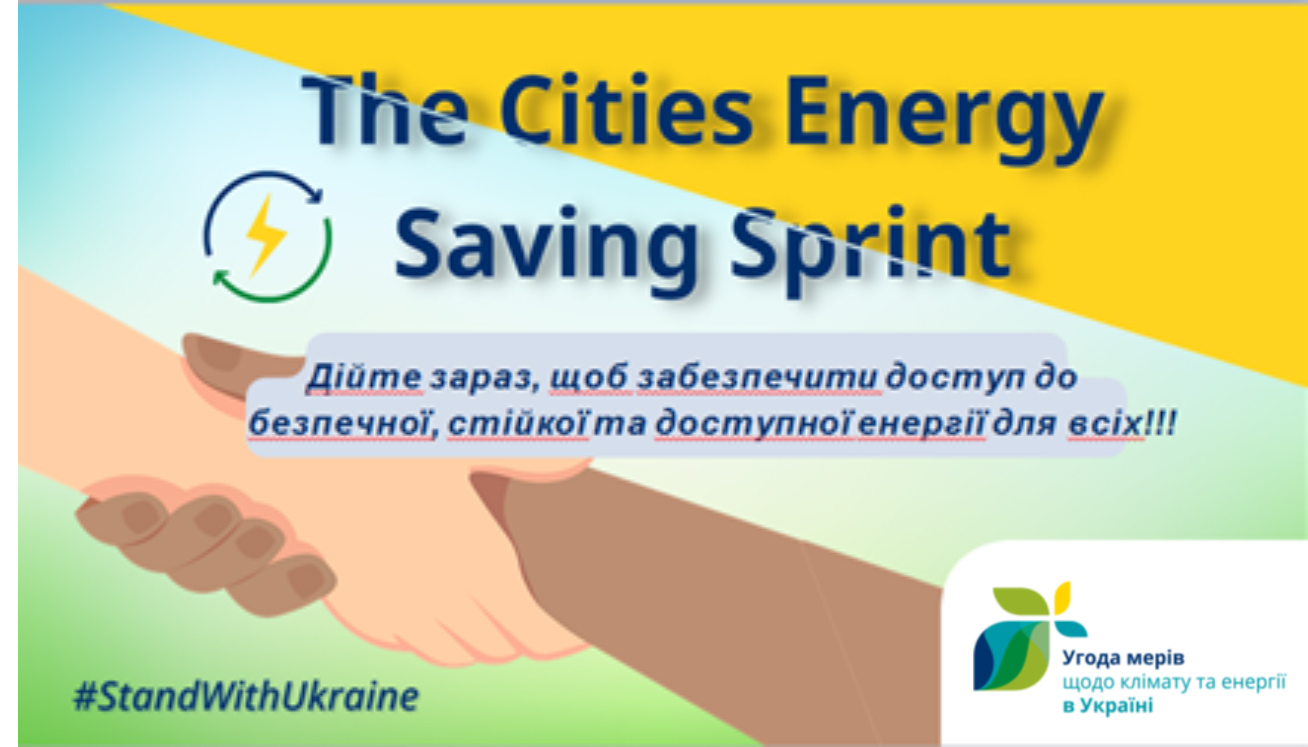 The Cities Energy
Saving Sprint
Дійте зараз, щоб забезпечити доступ до
безпечної, стійкої та доступної енергії для всіх!!!
#StandWithUkraine
Угода мерів
щодо клімату та енергії
в Україні